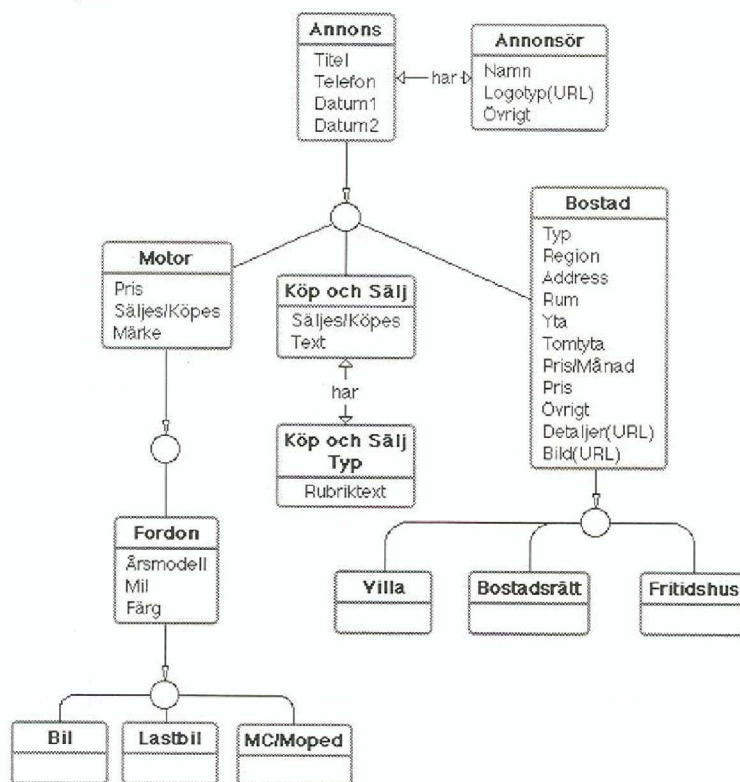 Annons
Titel
Telefon
Datum1
Datum2
har
Annonsör
Namn
Logotyp(URL)
Övrigt
Motor
Pris
Säljes/Köpes
Märke
Köp och Sälj
Säljes/Köpes
Text
har
Köp och Sälj
Typ
Rubriktext
Bostad
Typ
Region
Address
Rum
Yta
Tomtyta
Pris/Månad
Pris
Övrigt
Detaljer(URL)
Bild(URL)
Fordon
Årsmodell
Mil
Färg
Villa
Bostadsrätt
Fritidshus
Bil
Lastbil
MC/Moped